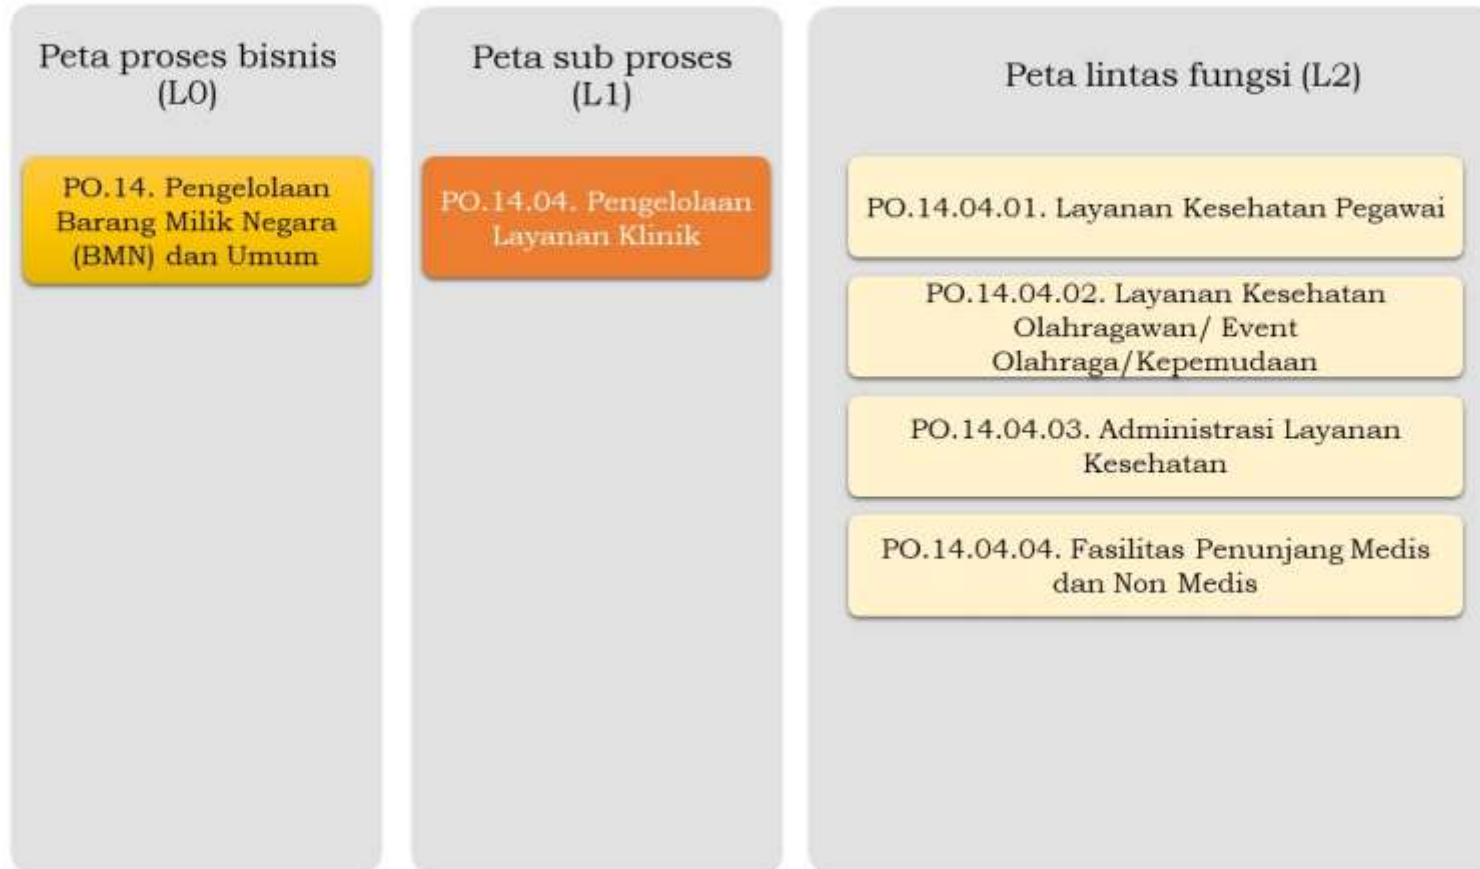 Peta proses bisnis
(L0)
PO.14. Pengelolaan
Barang Milik Negara
(BMN) dan Umum
Peta sub proses
(L1)
PO.14.04. Pengelolaan
Layanan Klinik
Peta lintas fungsi (L2)
PO.14.04.01. Layanan Kesehatan Pegawai
PO.14.04.02. Layanan Kesehatan
Olahragawan/ Event
Olahraga/Kepemudaan
PO.14.04.03. Administrasi Layanan
Kesehatan
PO.14.04.04. Fasilitas Penunjang Medis
dan Non Medis